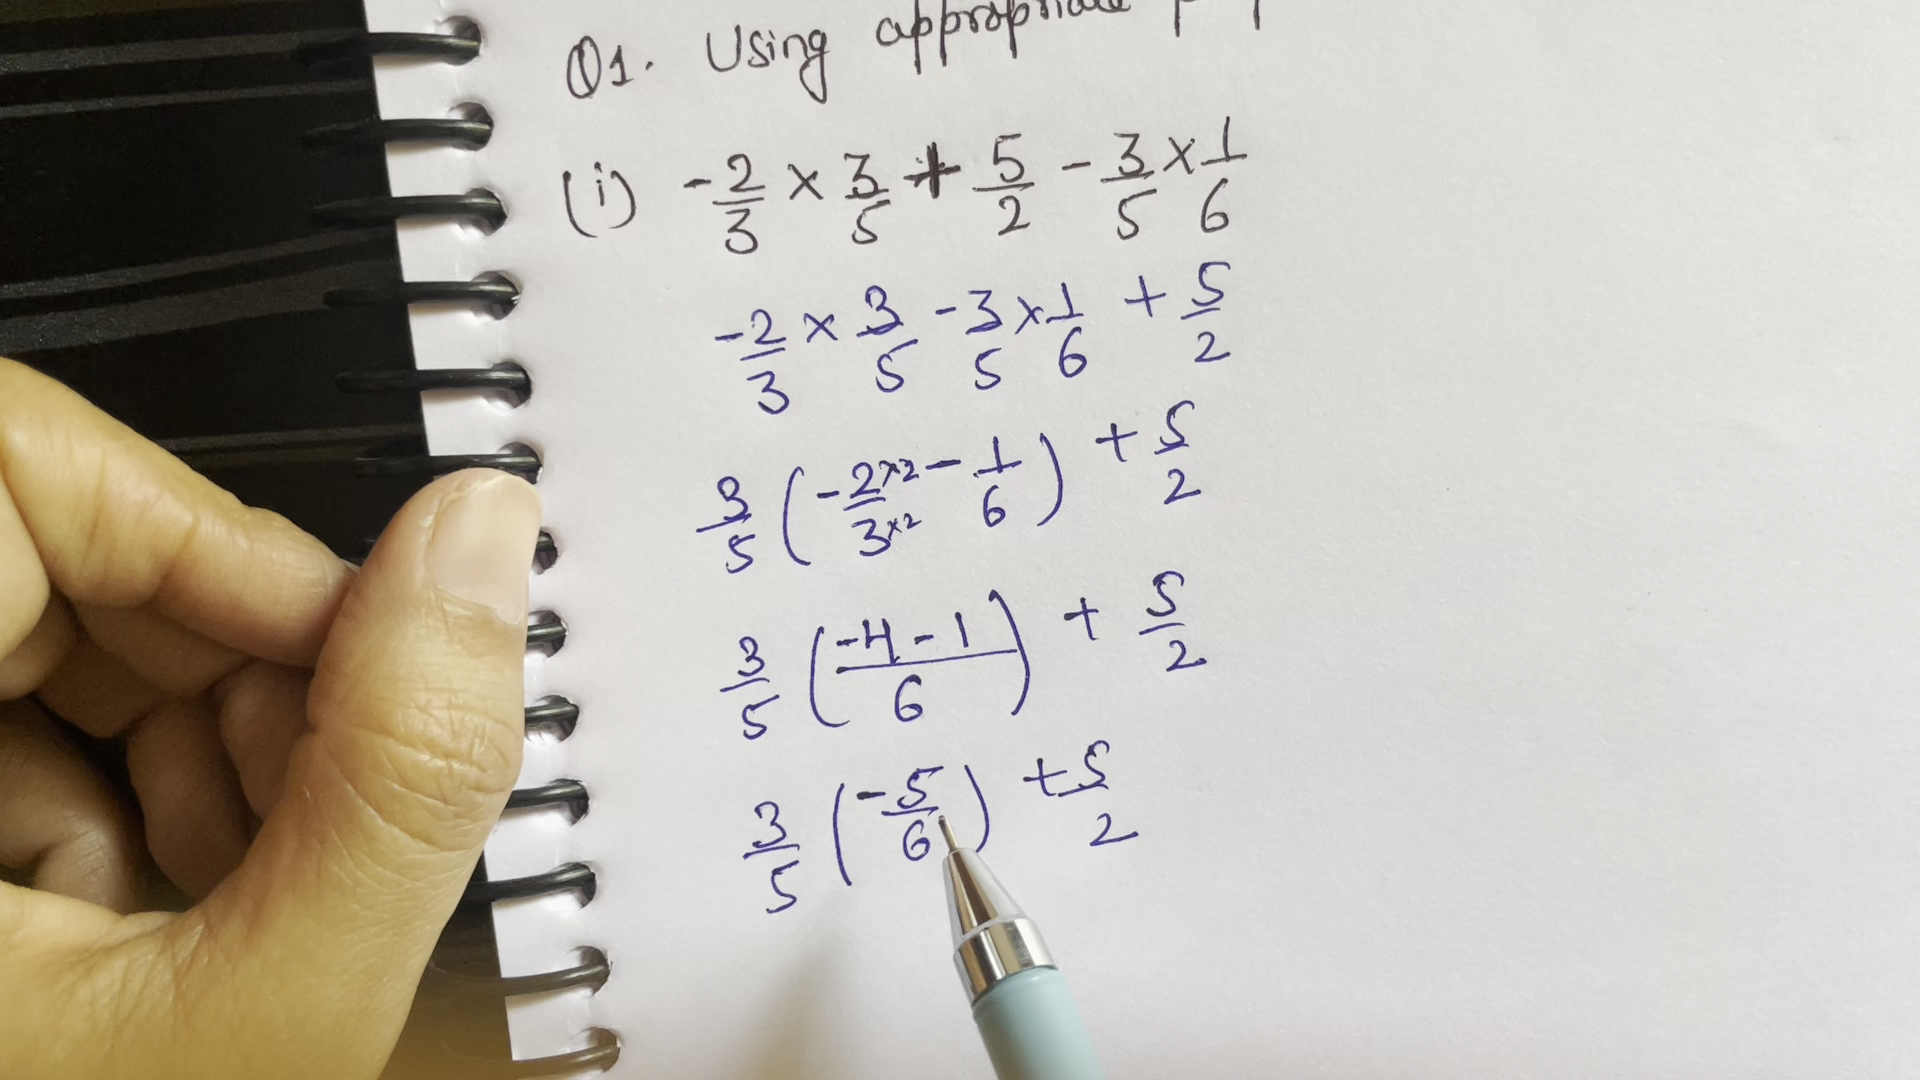 Q1. Using appropriate
(i) -2/3 × 3/5 + 5/2 - 3/5 × 1/6
-2/3 × 3/5 - 3/5 × 1/6 + 5/2
3/5 (-2×2/3×2 - 1/6) + 5/2
3/5 (-4-1/6) + 5/2
3/5 (-5/6) + 5/2